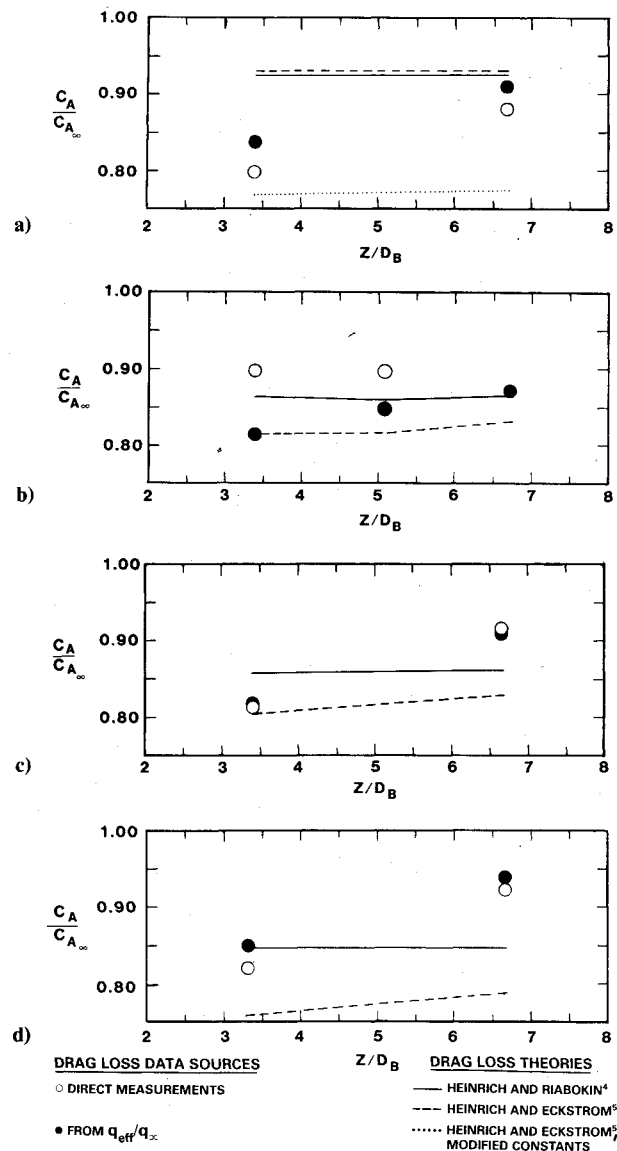 1.00
0.90
0.80
C_A
C_A∞
2 3 4 5 6 7 8
Z/D_B
a)
1.00
0.90
0.80
C_A
C_A∞
2 3 4 5 6 7 8
Z/D_B
b)
1.00
0.90
0.80
C_A
C_A∞
2 3 4 5 6 7 8
Z/D_B
c)
1.00
0.90
0.80
C_A
C_A∞
2 3 4 5 6 7 8
Z/D_B
d)
DRAG LOSS DATA SOURCES
○ DIRECT MEASUREMENTS
● FROM q_eff/q_∞
DRAG LOSS THEORIES
HEINRICH AND RIABOKIN⁴
HEINRICH AND ECKSTROM⁵
HEINRICH AND ECKSTROM⁵,
MODIFIED CONSTANTS